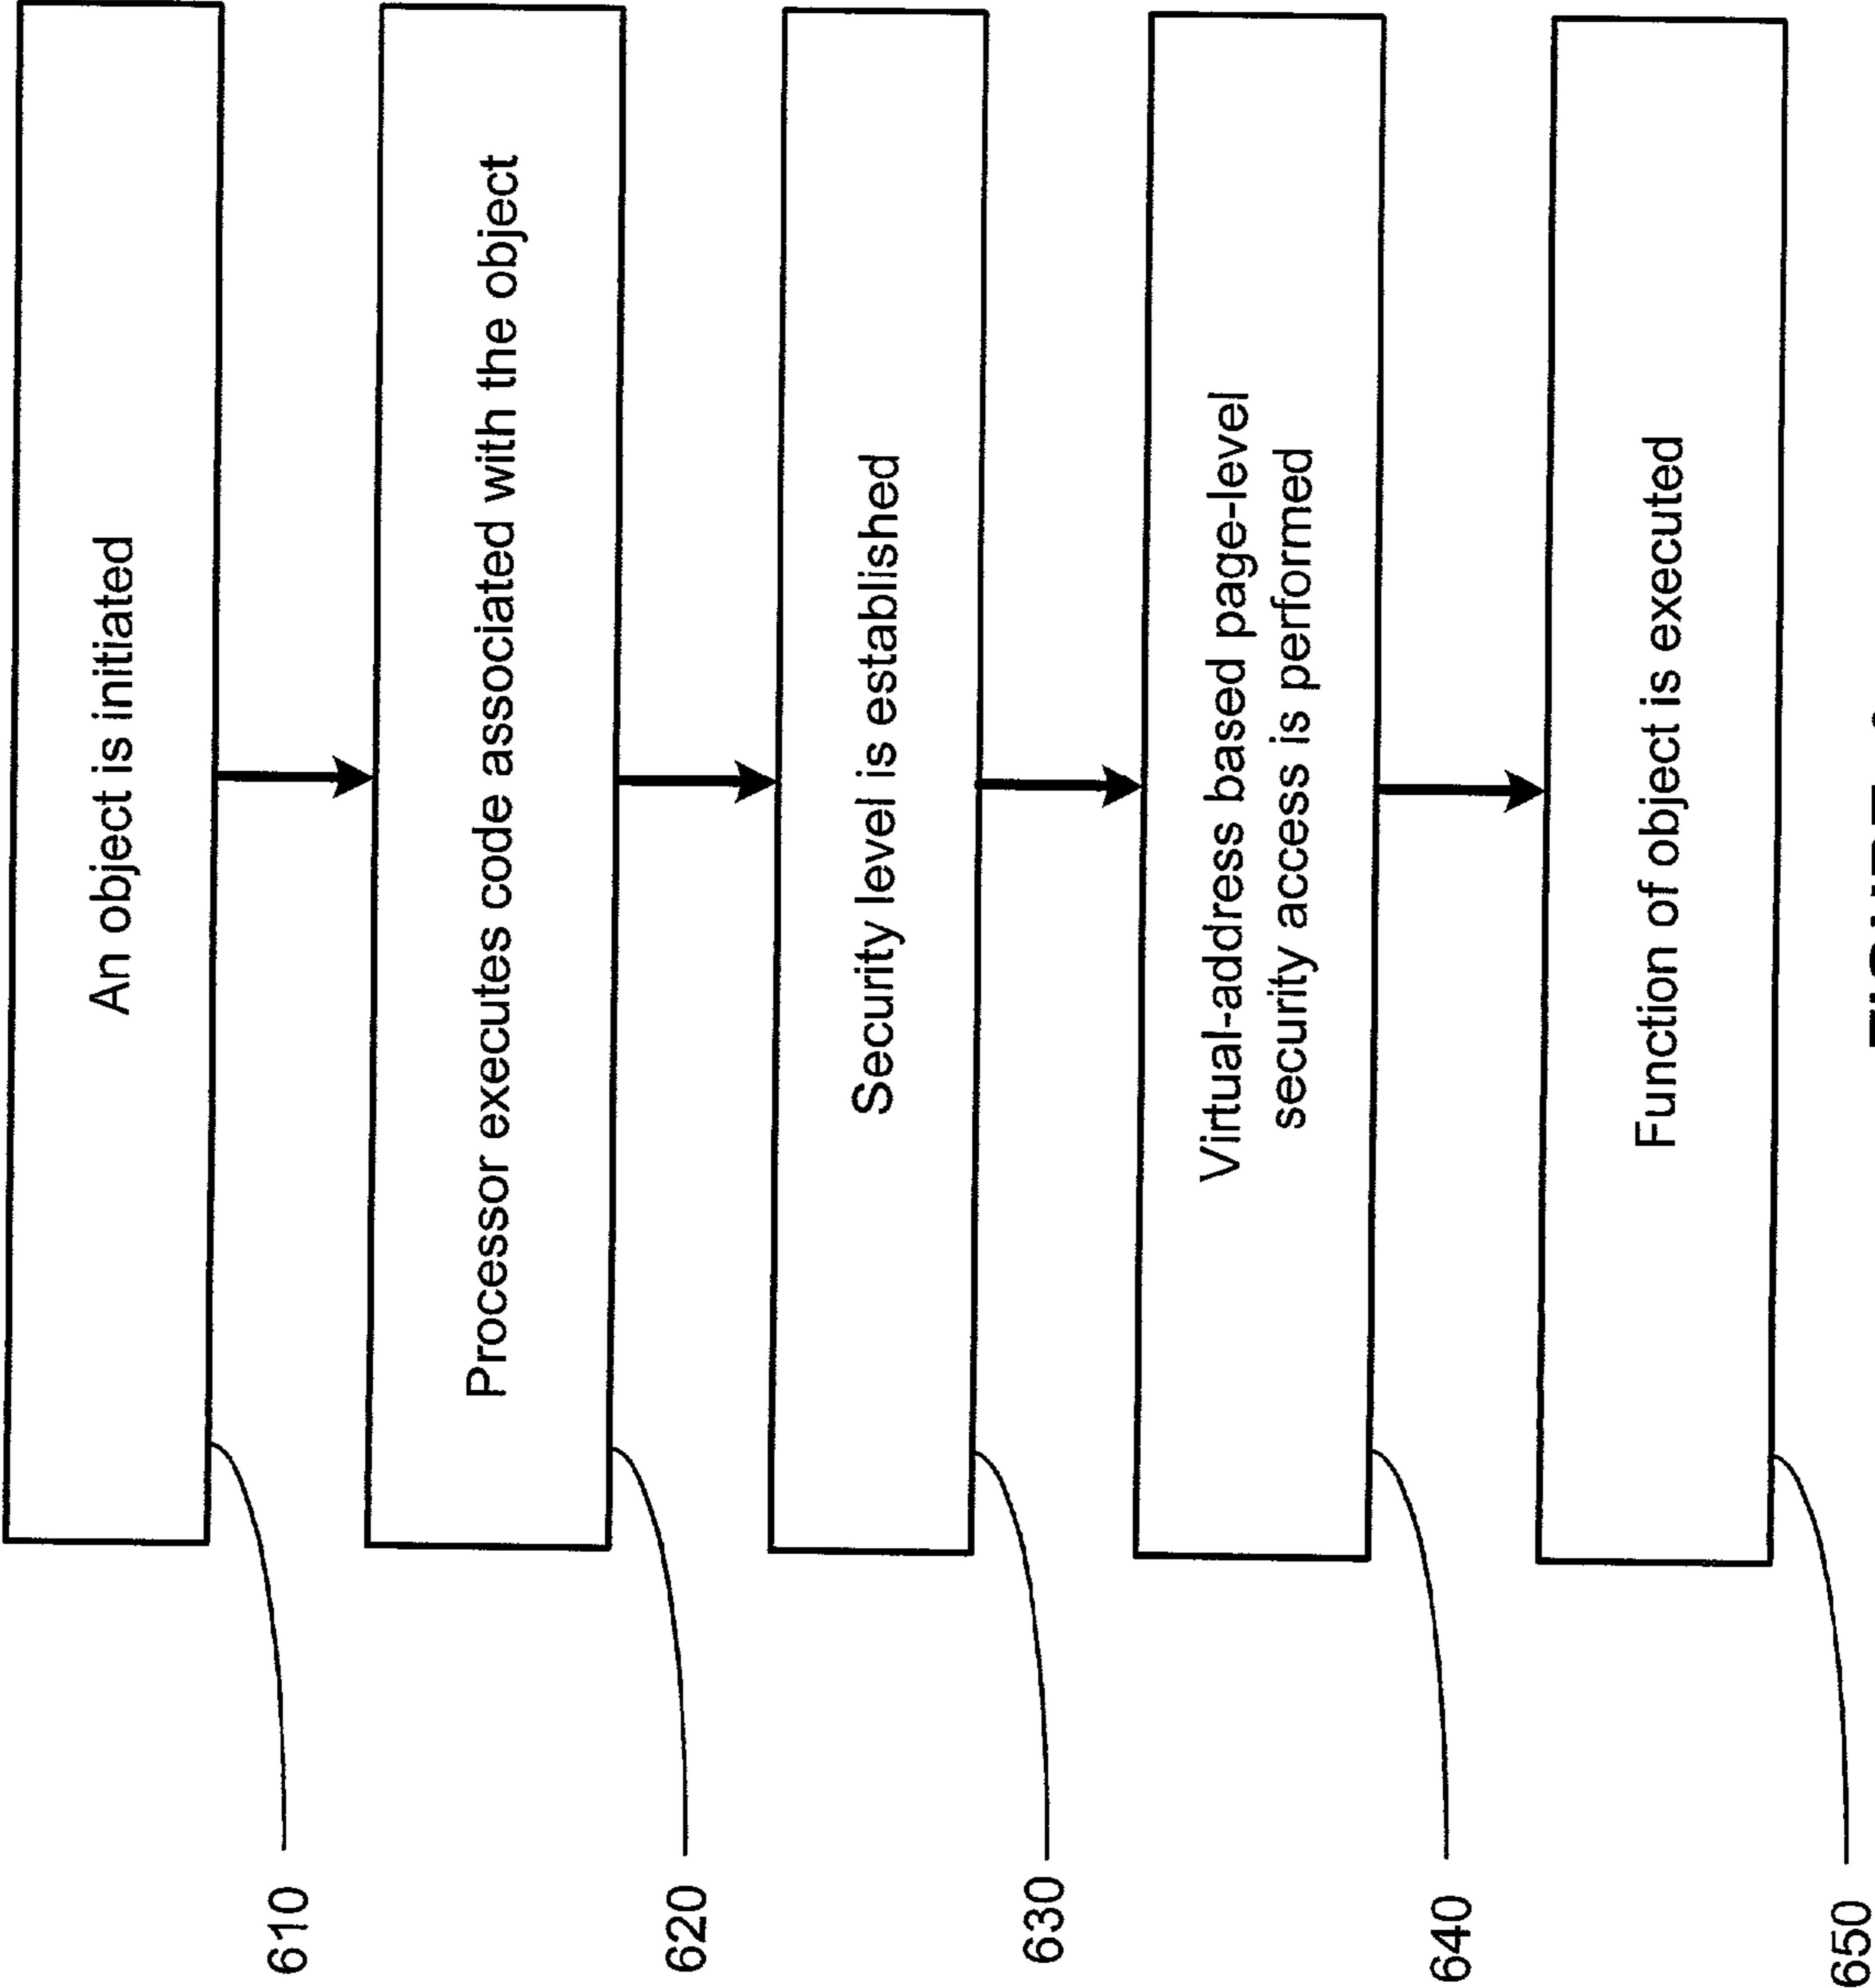 An object is initiated
610
Processor executes code associated with the object
620
Security level is established
630
Virtual-address based page-level
security access is performed
640
Function of object is executed
650